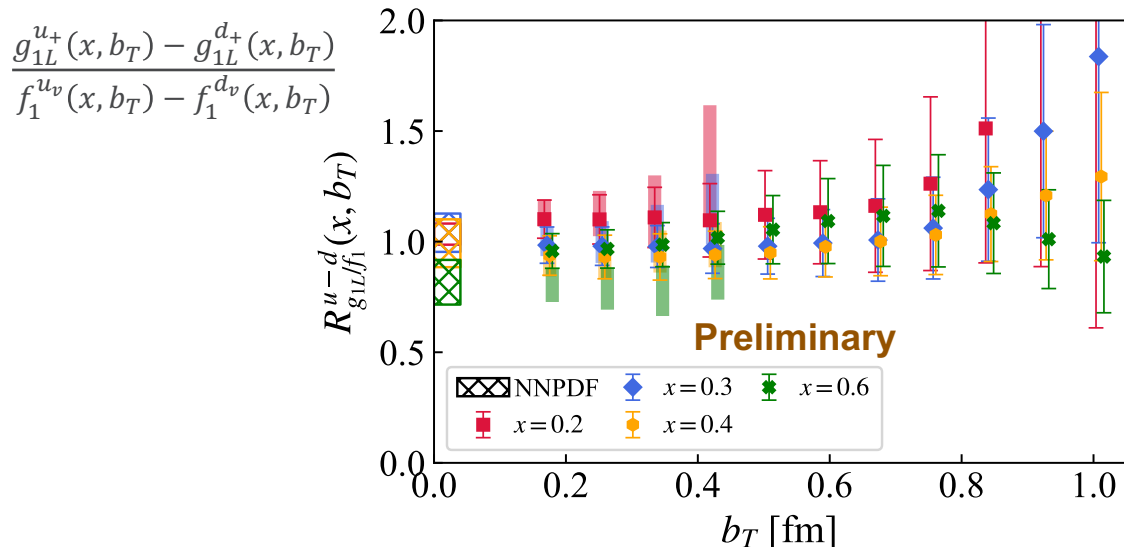 g_{1L}^{u_+}(x, b_T) − g_{1L}^{d_+}(x, b_T)
f_1^{u_v}(x, b_T) − f_1^{d_v}(x, b_T)
R_{g_{1L}/f_1}^{u−d}(x, b_T)
2.0
1.5
1.0
0.5
0.0
Preliminary
NNPDF
x = 0.3
x = 0.6
x = 0.2
x = 0.4
0.0 0.2 0.4 0.6 0.8 1.0
b_T [fm]